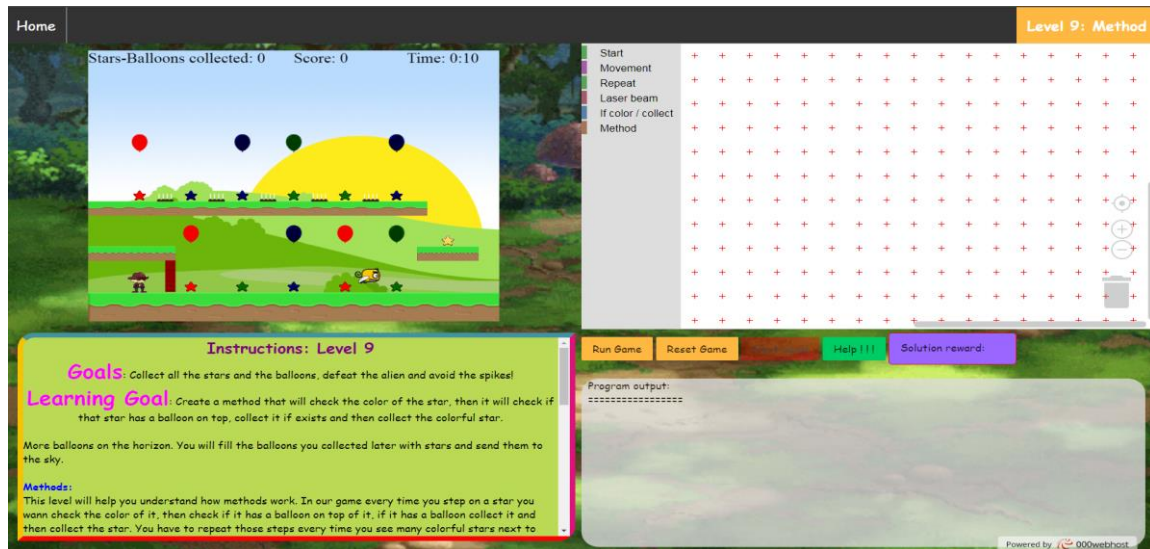 Home
Level 9: Method
Stars-Balloons collected: 0 Score: 0 Time: 0:10
Start
Movement
Repeat
Laser beam
If color / collect
Method
Instructions: Level 9
Goals: Collect all the stars and the balloons, defeat the alien and avoid the spikes!
Learning Goal: Create a method that will check the color of the star, then it will check if
that star has a balloon on top, collect it if exists and then collect the colorful star.
More balloons on the horizon. You will fill the balloons you collected later with stars and send them to
the sky.
Methods:
This level will help you understand how methods work. In our game every time you step on a star you
wann check the color of it, then check if it has a balloon on top of it, if it has a balloon collect it and
then collect the star. You have to repeat those steps every time you see many colorful stars next to
Run Game
Reset Game
Help !!!
Solution reward:
Program output:
=================
Powered by 000webhost